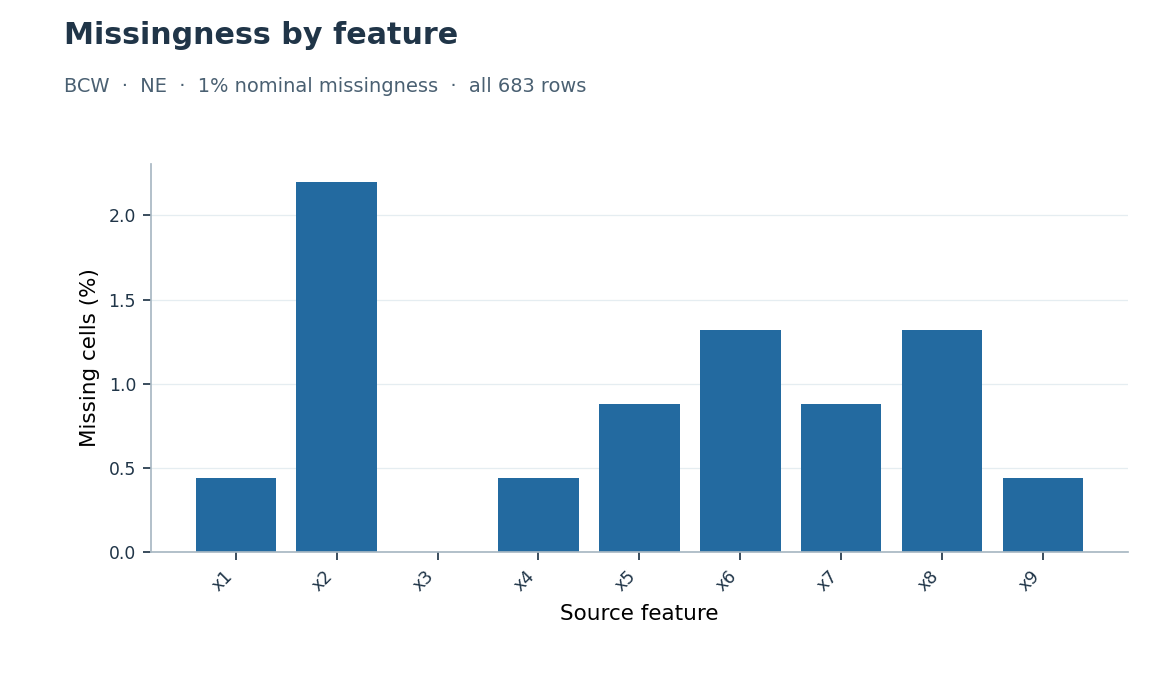 Missingness by feature
BCW · NE · 1% nominal missingness · all 683 rows
Missing cells (%)
2.0
1.5
1.0
0.5
0.0
x1 x2 x3 x4 x5 x6 x7 x8 x9
Source feature